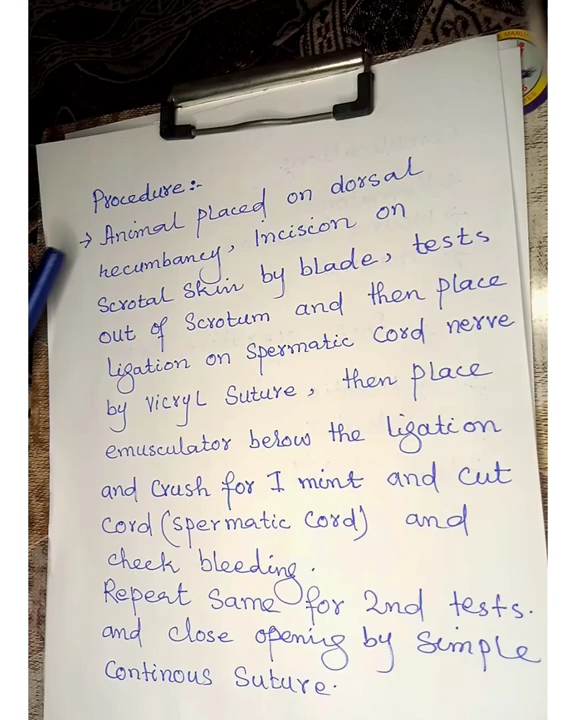 Procedure:-
→ Animal placed on dorsal
recumbancy, Incision on
Scrotal Skin by blade, tests
out of Scrotum and then place
ligation on Spermatic Cord nerve
by vicryl Suture, then place
emusculator below the ligation
and crush for 1 mint and cut
Cord (spermatic Cord) and
cheek bleeding.
Repeat Same for 2nd tests.
and close opening by Semple
Continous Suture.